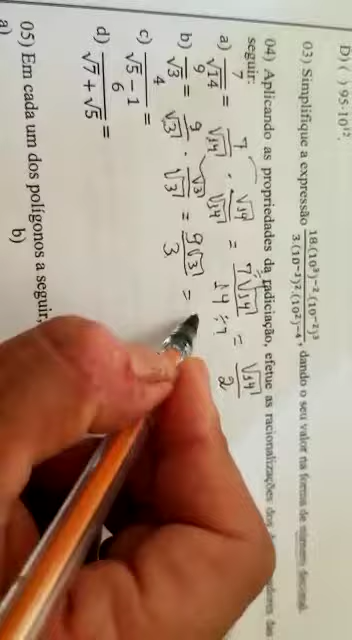 D) ( ) 95·10¹².
03) Simplifique a expressão 18.(10³)⁻².(10⁻²)³ / 3.(10⁻¹)².(10²)⁻⁴, dando o seu valor na forma de número decimal.
04) Aplicando as propriedades da radiciação, efetue as racionalizações dos
seguir:
a) 7/√14 = 7/√14 · √14/√14 = 7√14/14 = √14/2
÷7
b) 9/√3 = 9/√3 · √3/√3 = 9√3/3 =
c) 4/√5 − 1 =
d) 6/√7 + √5 =
05) Em cada um dos polígonos a seguir,
a) b)